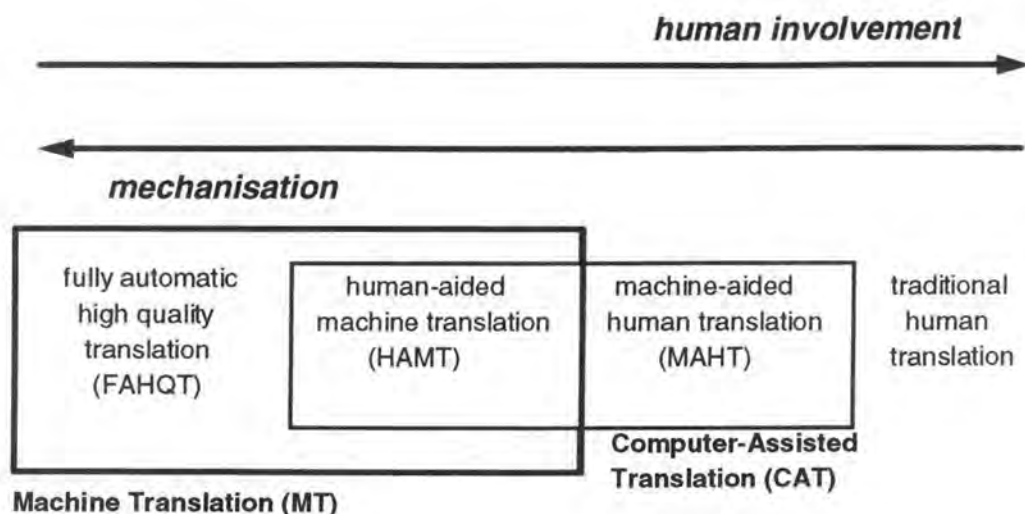 human involvement
mechanisation
fully automatic
high quality
translation
(FAHQT)
human-aided
machine translation
(HAMT)
machine-aided
human translation
(MAHT)
traditional
human
translation
Computer-Assisted
Translation (CAT)
Machine Translation (MT)